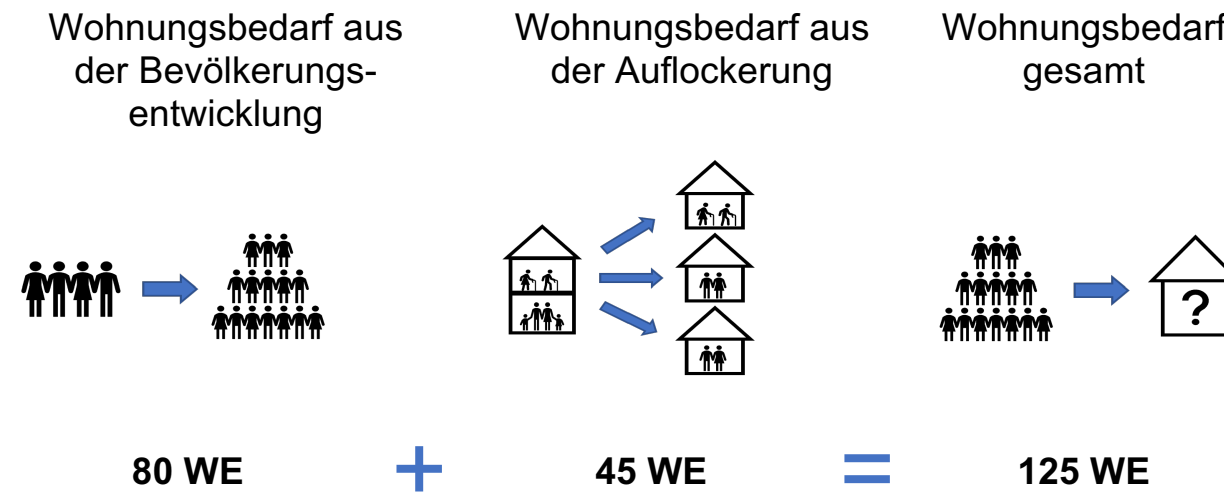 Wohnungsbedarf aus
der Bevölkerungs-
entwicklung
Wohnungsbedarf aus
der Auflockerung
Wohnungsbedarf
gesamt
?
80 WE + 45 WE = 125 WE